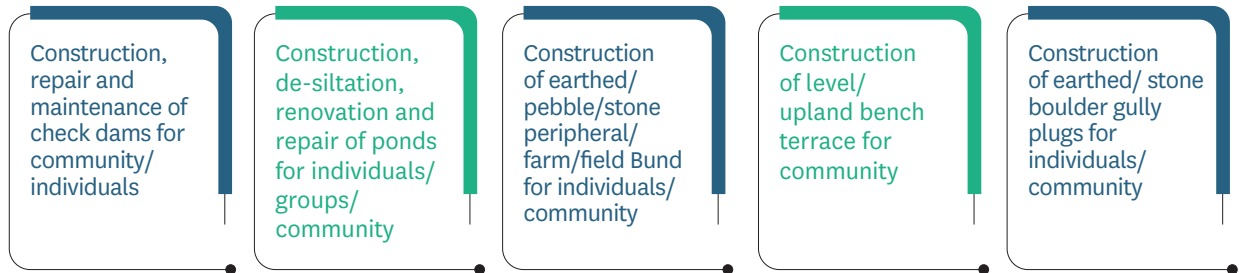 Construction,
repair and
maintenance of
check dams for
community/
individuals
Construction,
de-siltation,
renovation and
repair of ponds
for individuals/
groups/
community
Construction
of earthed/
pebble/stone
peripheral/
farm/field Bund
for individuals/
community
Construction
of level/
upland bench
terrace for
community
Construction
of earthed/ stone
boulder gully
plugs for
individuals/
community